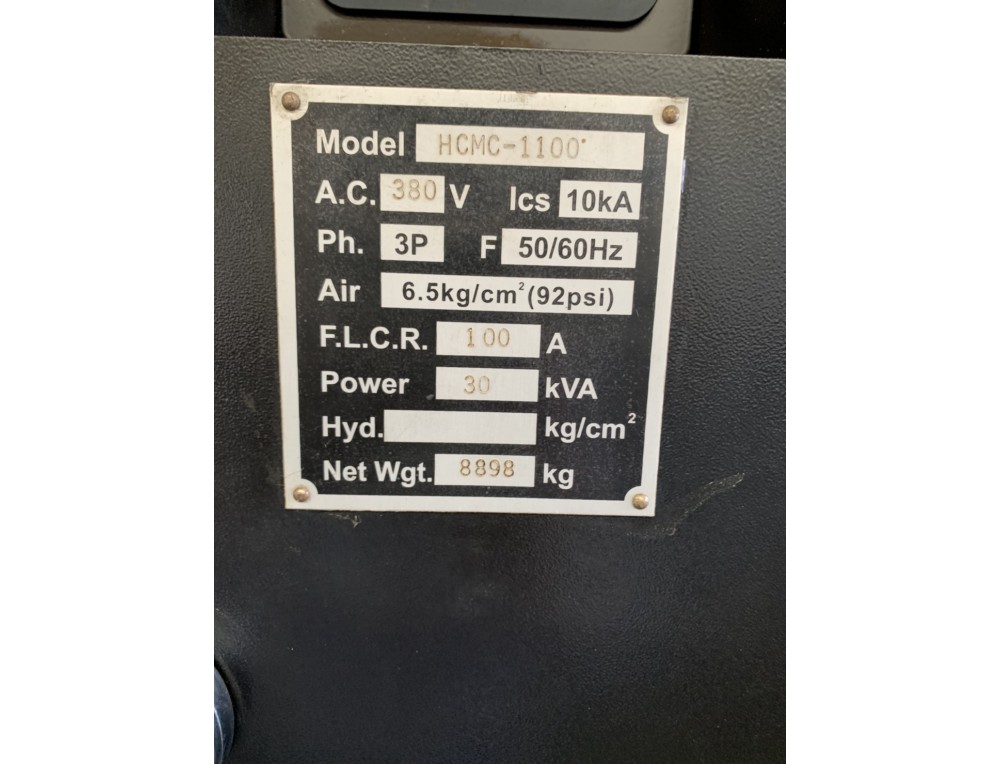 Model HCMC-1100
A.C. 380 V Ics 10kA
Ph. 3P F 50/60Hz
Air 6.5kg/cm²(92psi)
F.L.C.R. 100 A
Power 30 kVA
Hyd. kg/cm²
Net Wgt. 8898 kg